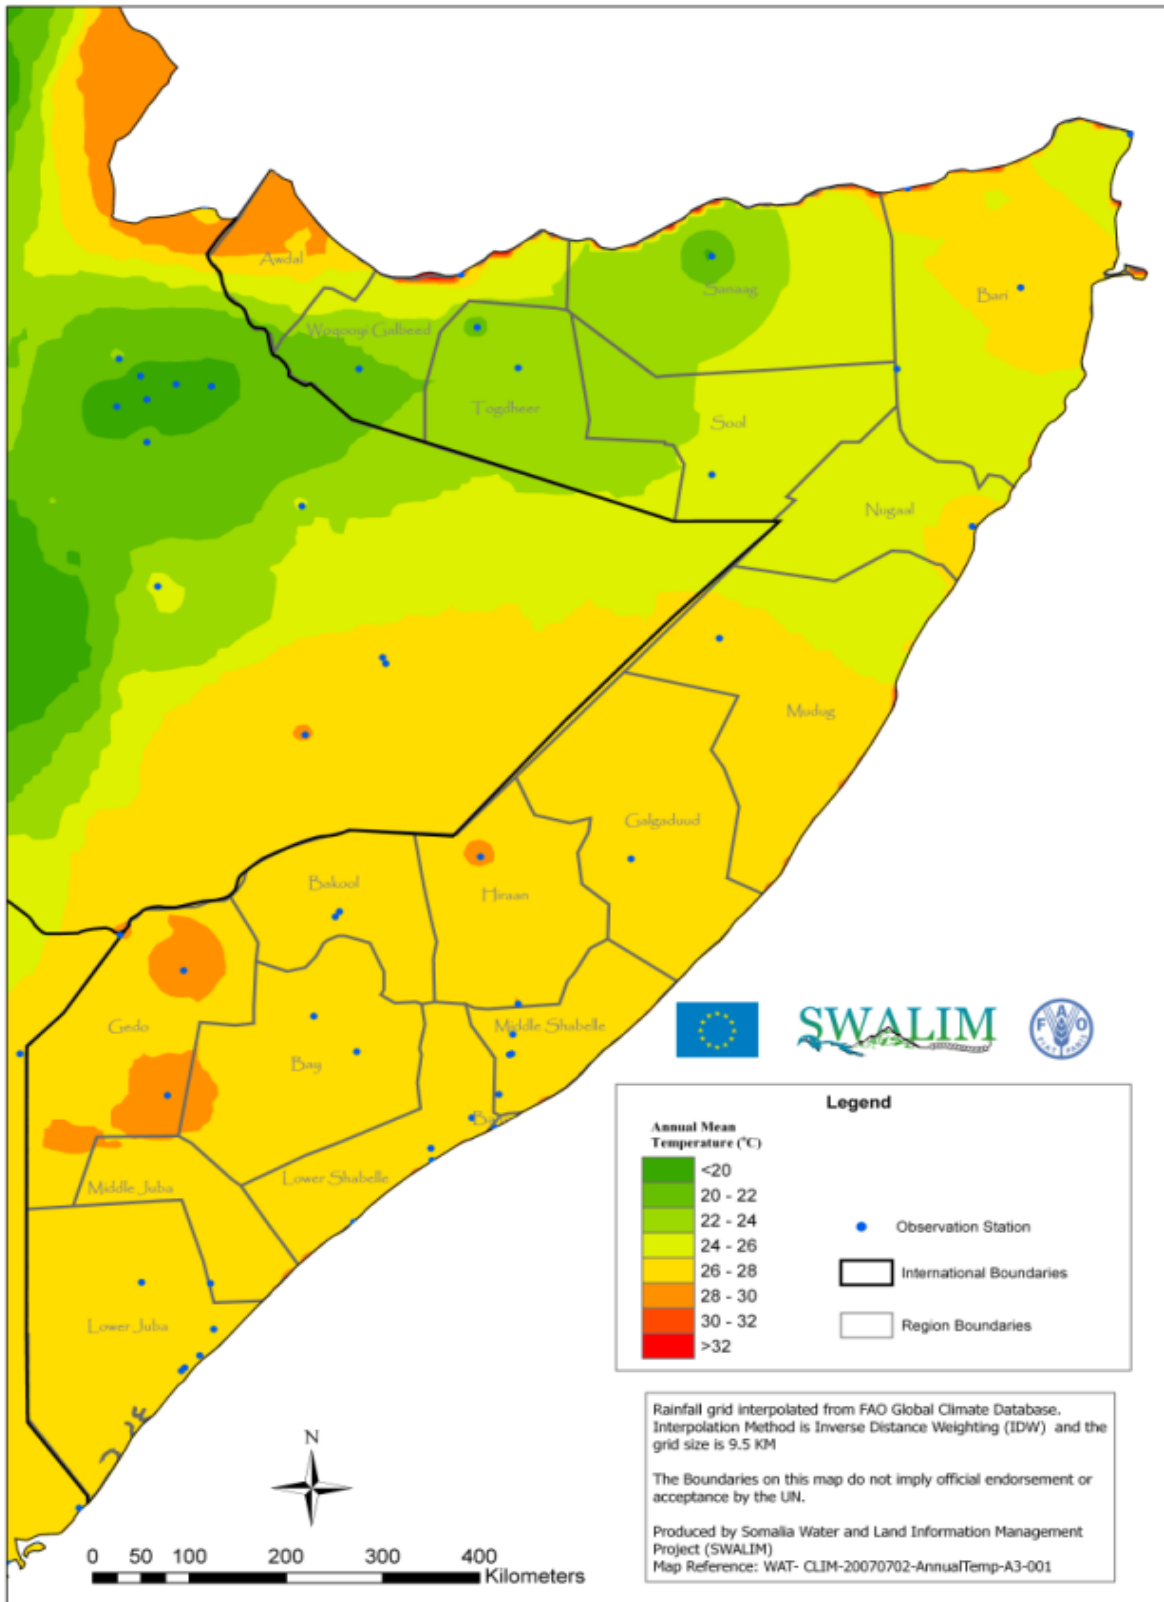 Awdal
Woqooyi Galbeed
Togdheer
Sanaag
Bari
Sool
Nugaal
Mudug
Galgaduud
Hiraan
Bakool
Gedo
Bay
Middle Shabelle
Lower Shabelle
Middle Juba
Lower Juba
SWALIM
F A O
FIAT PANIS
Legend
Annual Mean
Temperature (°C)
<20
20 - 22
22 - 24
24 - 26
26 - 28
28 - 30
30 - 32
>32
Observation Station
International Boundaries
Region Boundaries
Rainfall grid interpolated from FAO Global Climate Database.
Interpolation Method is Inverse Distance Weighting (IDW) and the
grid size is 9.5 KM
The Boundaries on this map do not imply official endorsement or
acceptance by the UN.
Produced by Somalia Water and Land Information Management
Project (SWALIM)
Map Reference: WAT- CLIM-20070702-AnnualTemp-A3-001
N
0 50 100 200 300 400
Kilometers